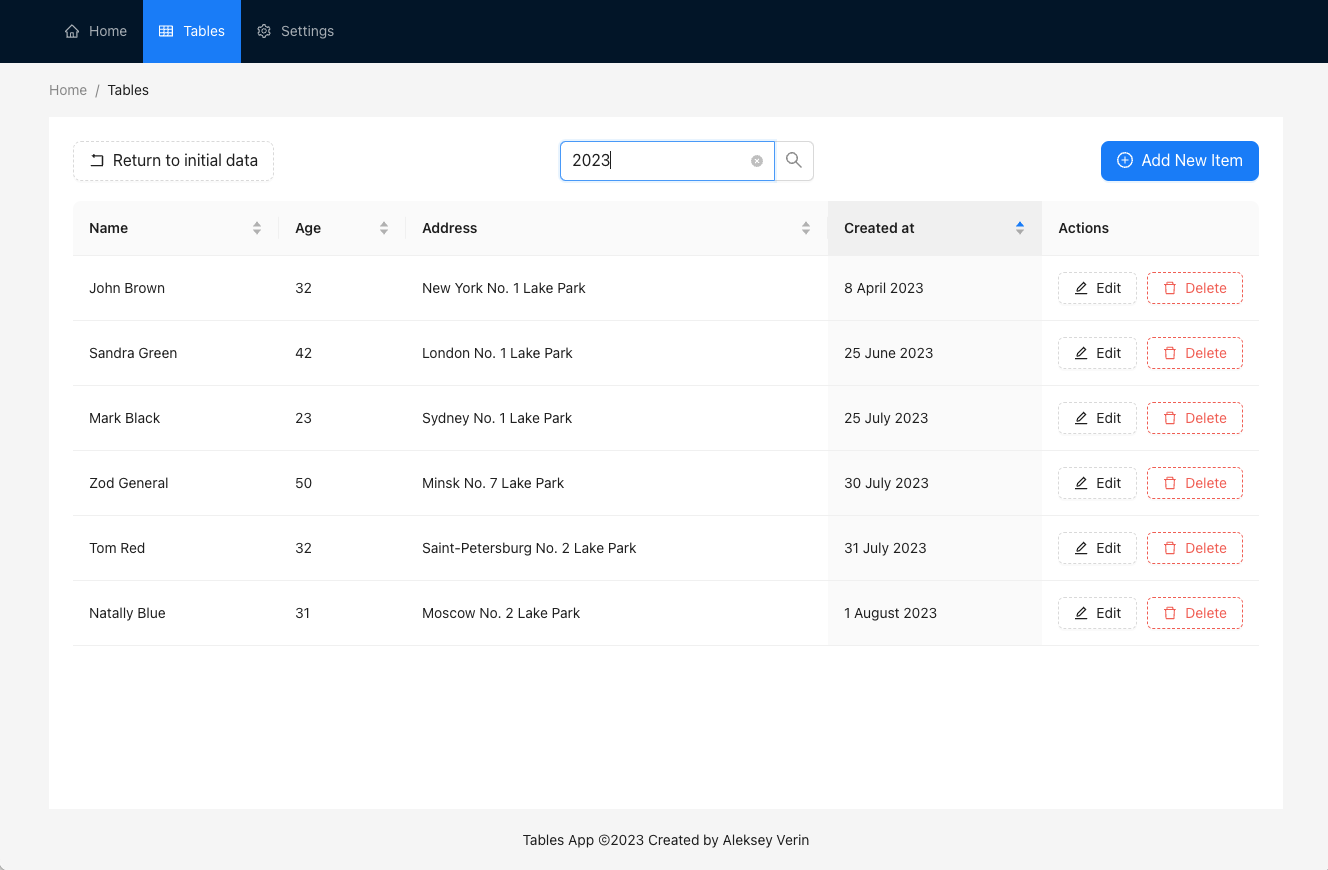 Home Tables Settings
Home / Tables
Return to initial data 2023 Add New Item
Name Age Address Created at Actions
John Brown 32 New York No. 1 Lake Park 8 April 2023 Edit Delete
Sandra Green 42 London No. 1 Lake Park 25 June 2023 Edit Delete
Mark Black 23 Sydney No. 1 Lake Park 25 July 2023 Edit Delete
Zod General 50 Minsk No. 7 Lake Park 30 July 2023 Edit Delete
Tom Red 32 Saint-Petersburg No. 2 Lake Park 31 July 2023 Edit Delete
Natally Blue 31 Moscow No. 2 Lake Park 1 August 2023 Edit Delete
Tables App ©2023 Created by Aleksey Verin